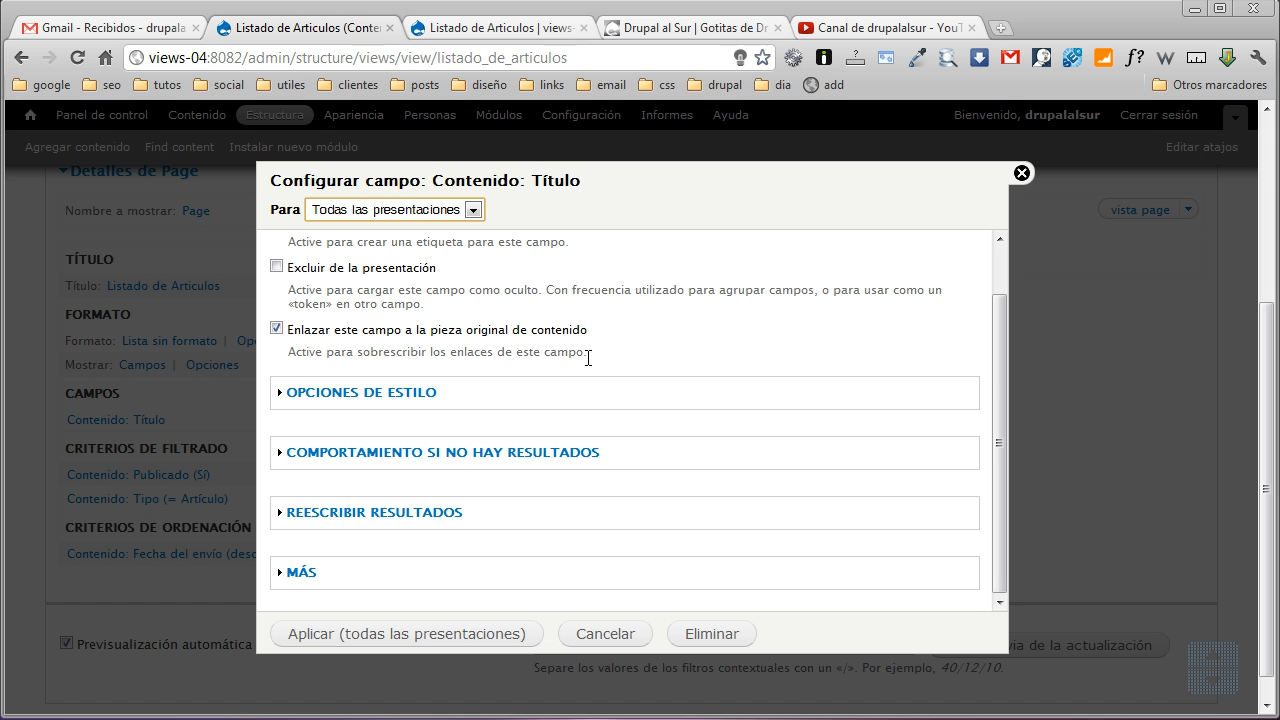 Gmail - Recibidos - drupala
Listado de Articulos (Conte
Listado de Articulos | views-
Drupal al Sur | Gotitas de Dr
Canal de drupalalsur - YouT
views-04:8082/admin/structure/views/view/listado_de_articulos
google
seo
tutos
social
utiles
clientes
posts
diseño
links
email
css
drupal
dia
add
Otros marcadores
Panel de control
Contenido
Estructura
Apariencia
Personas
Módulos
Configuración
Informes
Ayuda
Bienvenido, drupalalsur
Cerrar sesión
Agregar contenido
Find content
Instalar nuevo módulo
Editar atajos
Detalles de Page
Nombre a mostrar: Page
vista page
TÍTULO
Título: Listado de Articulos
FORMATO
Formato: Lista sin formato | Op
Mostrar: Campos | Opciones
CAMPOS
Contenido: Título
CRITERIOS DE FILTRADO
Contenido: Publicado (Sí)
Contenido: Tipo (= Artículo)
CRITERIOS DE ORDENACIÓN
Contenido: Fecha del envío (desc
Configurar campo: Contenido: Título
Para Todas las presentaciones
Active para crear una etiqueta para este campo.
Excluir de la presentación
Active para cargar este campo como oculto. Con frecuencia utilizado para agrupar campos, o para usar como un
«token» en otro campo.
Enlazar este campo a la pieza original de contenido
Active para sobrescribir los enlaces de este campo.
OPCIONES DE ESTILO
COMPORTAMIENTO SI NO HAY RESULTADOS
REESCRIBIR RESULTADOS
MÁS
Aplicar (todas las presentaciones)
Cancelar
Eliminar
Previsualización automática
via de la actualización
Separe los valores de los filtros contextuales con un «/». Por ejemplo, 40/12/10.